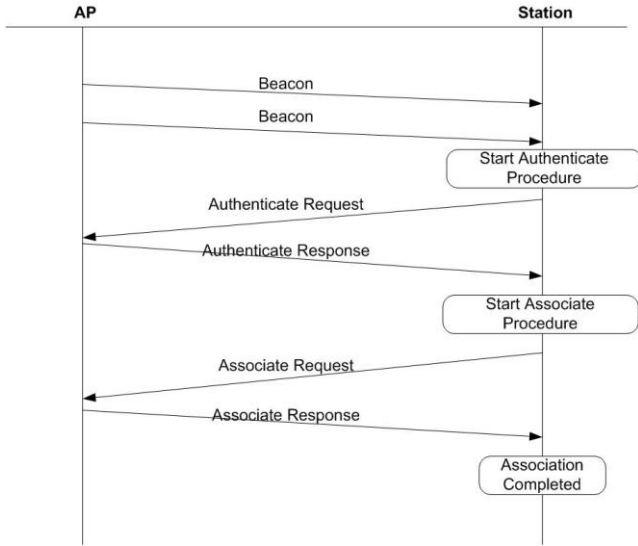 AP
Station
Beacon
Beacon
Start Authenticate
Procedure
Authenticate Request
Authenticate Response
Start Associate
Procedure
Associate Request
Associate Response
Association
Completed